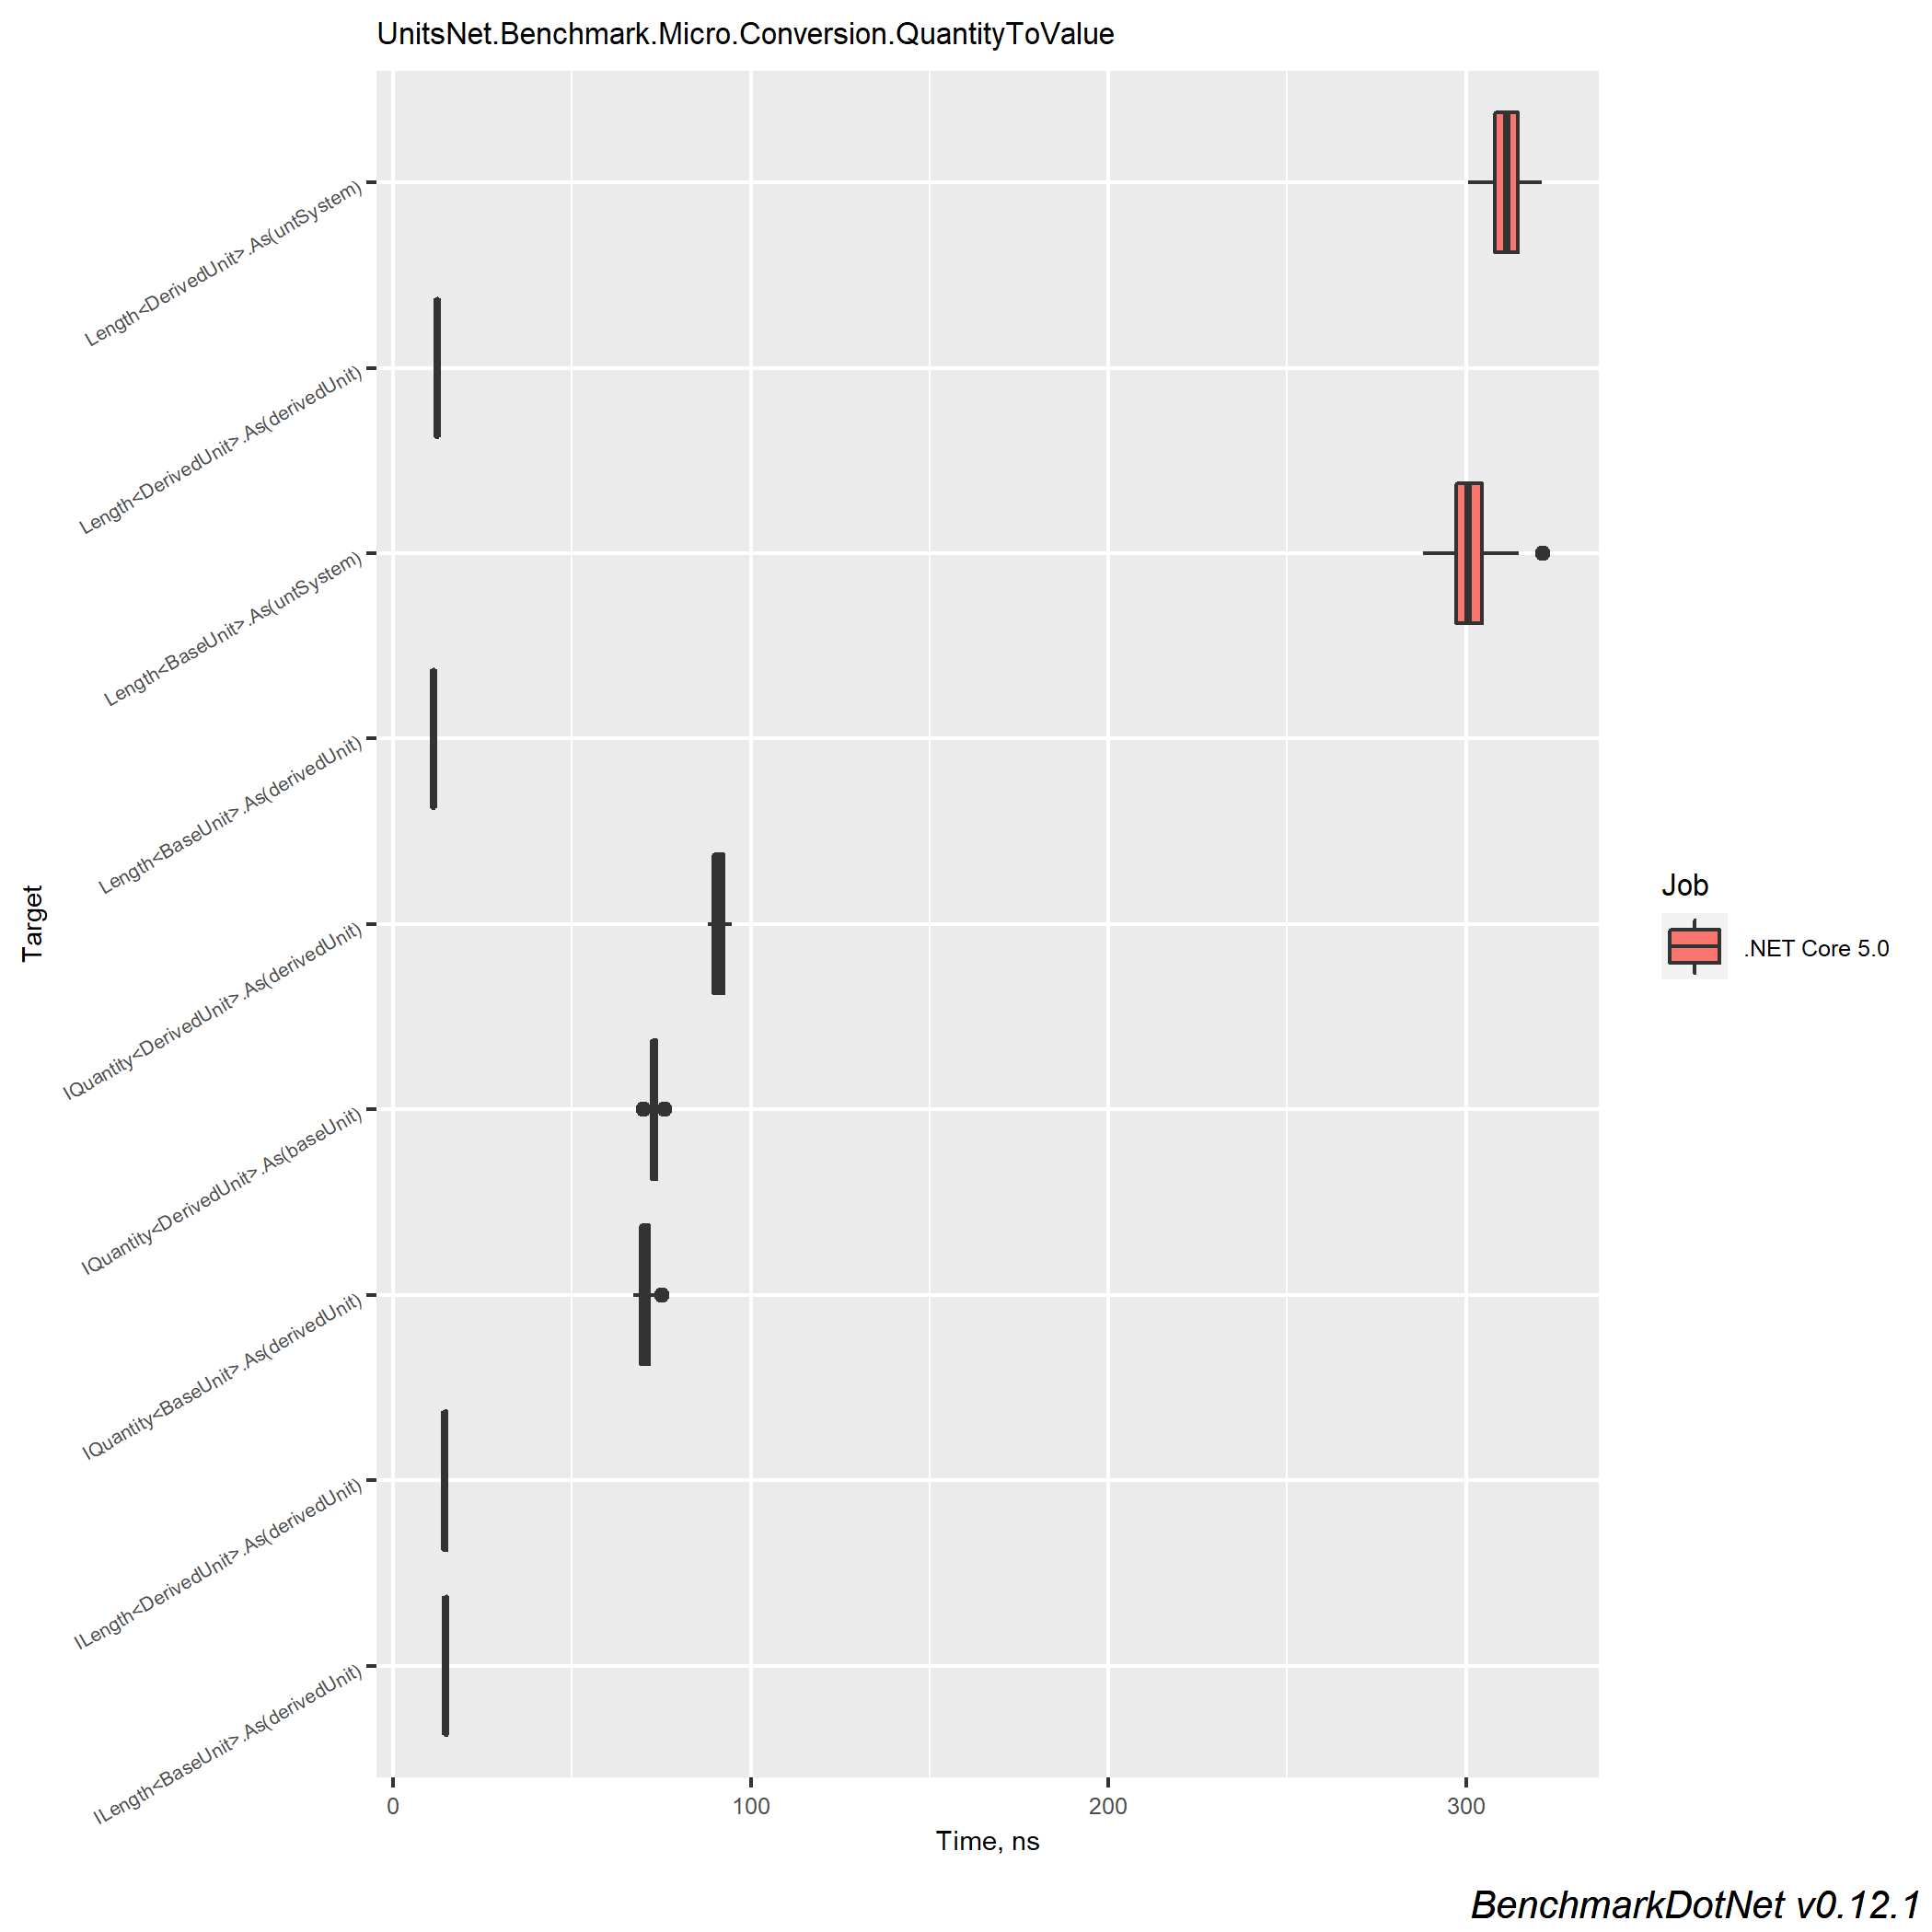 UnitsNet.Benchmark.Micro.Conversion.QuantityToValue
Length<DerivedUnit>.As(untSystem)
Length<DerivedUnit>.As(derivedUnit)
Length<BaseUnit>.As(untSystem)
Length<BaseUnit>.As(derivedUnit)
IQuantity<DerivedUnit>.As(derivedUnit)
IQuantity<DerivedUnit>.As(baseUnit)
IQuantity<BaseUnit>.As(derivedUnit)
ILength<DerivedUnit>.As(derivedUnit)
ILength<BaseUnit>.As(derivedUnit)
Target
0 100 200 300
Time, ns
Job
.NET Core 5.0
BenchmarkDotNet v0.12.1